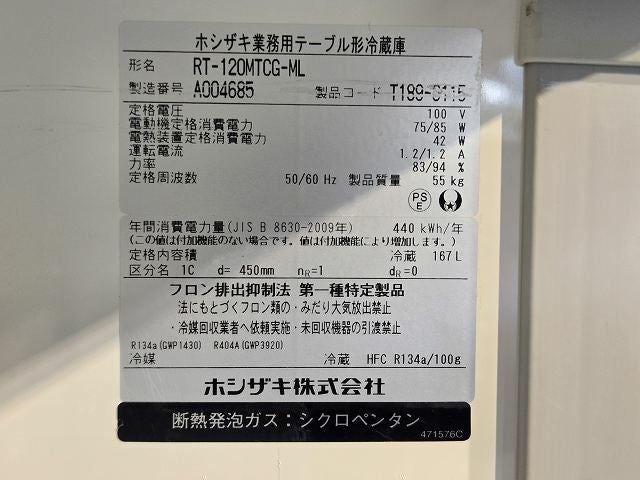 ホシザキ業務用テーブル形冷蔵庫
形名 RT-120MTCG-ML
製造番号 A004685 製品コード
定格電圧 100 V
電動機定格消費電力 75/85 W
電熱装置定格消費電力 42 W
運転電流 1.2/1.2 A
力率 83/94 %
定格周波数 50/60 Hz 製品質量 55 kg
PS E
年間消費電力量(JIS B 8630-2009年) 440 kWh/年
(この値は付加機能のない場合です。値は付加機能により増加します。)
定格内容積 冷蔵 167L
区分名 1C d= 450mm nR=1 dR=0
フロン排出抑制法 第一種特定製品
法にもとづくフロン類の・みだり大気放出禁止
・冷媒回収業者へ依頼実施・未回収機器の引渡禁止
R134a(GWP1430) R404A(GWP3920)
冷媒 冷蔵 HFC R134a/100g
ホシザキ株式会社
断熱発泡ガス：シクロペンタン
471576C